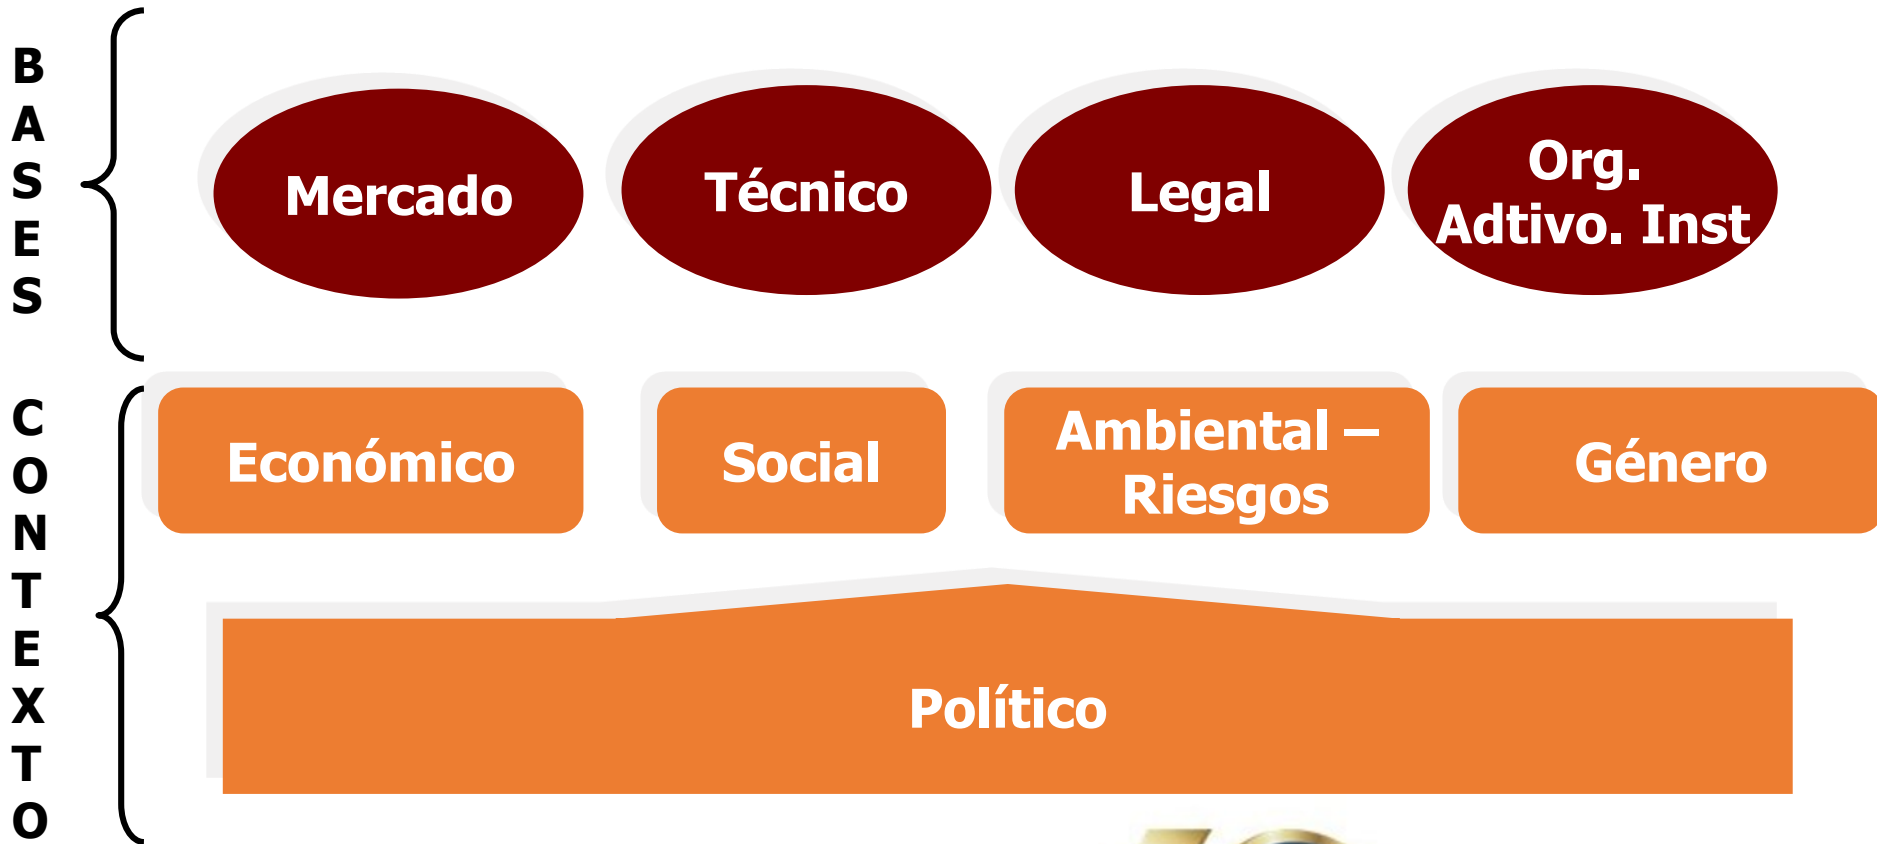 BASES
Mercado
Técnico
Legal
Org.
Adtivo. Inst
CONTEXTO
Económico
Social
Ambiental –
Riesgos
Género
Político